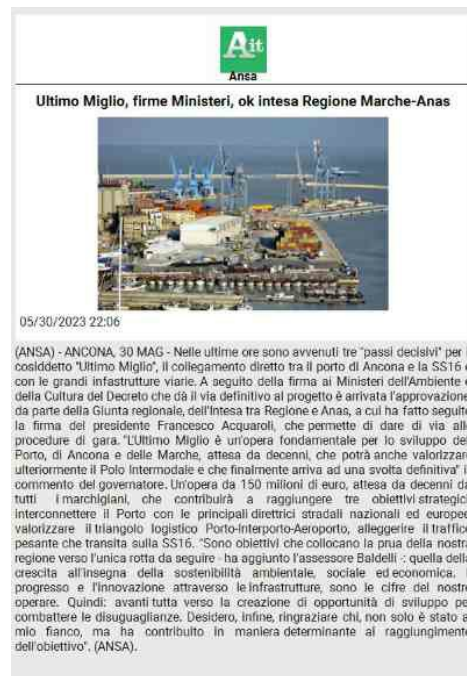 Ait
Ansa
Ultimo Miglio, firme Ministeri, ok intesa Regione Marche-Anas
05/30/2023 22:06
(ANSA) - ANCONA, 30 MAG - Nelle ultime ore sono avvenuti tre "passi decisivi" per
cosiddetto "Ultimo Miglio", il collegamento diretto tra il porto di Ancona e la SS16
con le grandi infastrutture viarie. A seguito della firma ai Ministeri dell'Ambiente
della Cultura del Decreto che dà il via definitivo al progetto è arrivata l'approvazione
da parte della Giunta regionale, dell'Intesa tra Regione e Anas, a cui ha fatto seguito
la firma del presidente Francesco Acquaroli, che permette di dare di via alle
procedure di gara. "L'Ultimo Miglio è un'opera fondamentale per lo sviluppo del
Porto, di Ancona e delle Marche, attesa da decenni, che potrà anche valorizzare
ulteriormente il Polo Intermodale e che finalmente arriva ad una svolta definitiva" il
commento del governatore. Un'opera da 150 milioni di euro, attesa da decenni da
tutti i marchigiani, che contribuirà a raggiungere tre obiettivi strategici
interconnettere il Porto con le principali direttrici stradali nazionali ed europee
valorizzare il triangolo logistico Porto-Interporto-Aeroporto, alleggerire il traffico
pesante che transita sulla SS16. "Sono obiettivi che collocano la prua della nostra
regione verso l'unica rotta da seguire - ha aggiunto l'assessore Baldelli -: quella della
crescita all'insegna della sostenibilità ambientale, sociale ed economica.
progresso e l'innovazione attraverso le infrastrutture, sono le cifre del nostro
operare. Quindi: avanti tutta verso la creazione di opportunità di sviluppo per
combattere le disuguaglianze. Desidero, infine, ringraziare chi, non solo è stato a
mio fianco, ma ha contribuito in maniera determinante al raggiungimento
dell'obiettivo". (ANSA).